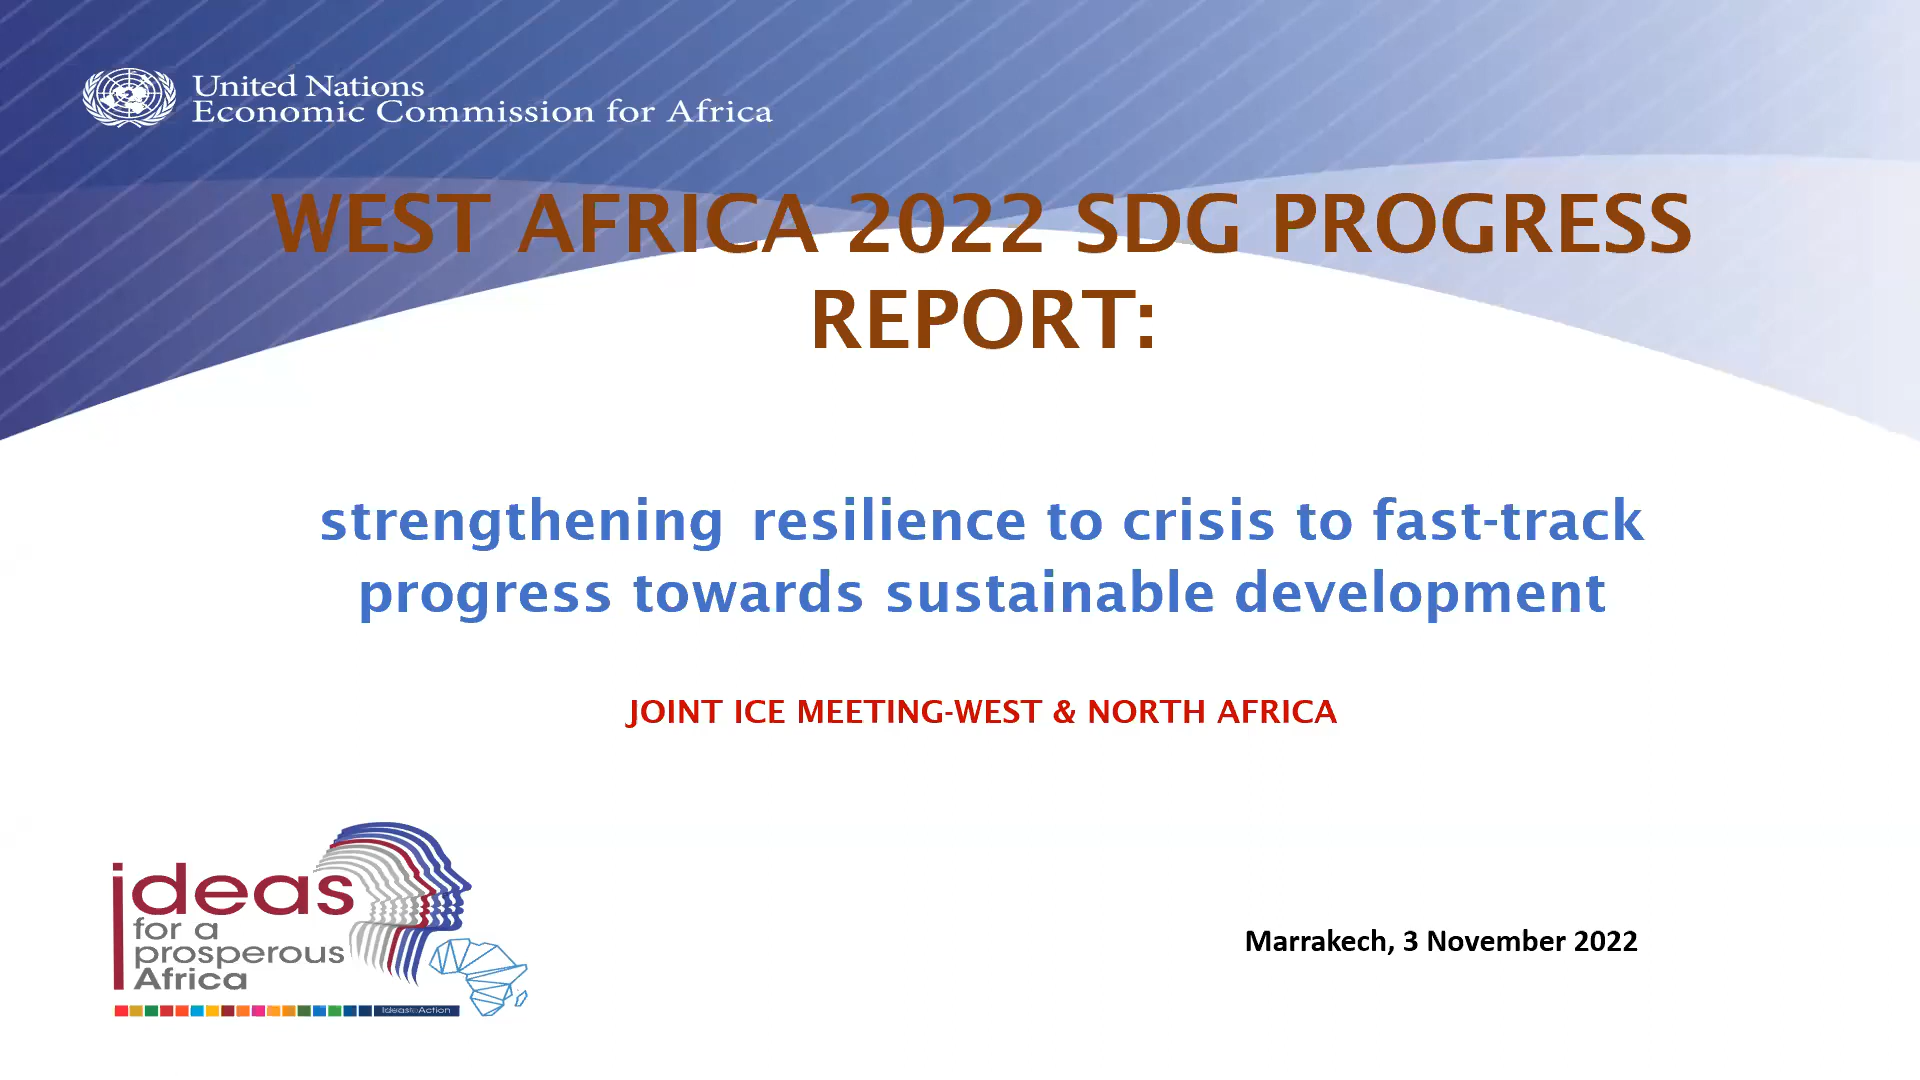 United Nations
Economic Commission for Africa
WEST AFRICA 2022 SDG PROGRESS
REPORT:
strengthening resilience to crisis to fast-track
progress towards sustainable development
JOINT ICE MEETING-WEST & NORTH AFRICA
ideas
for a
prosperous
Africa
IdeastoAction
Marrakech, 3 November 2022